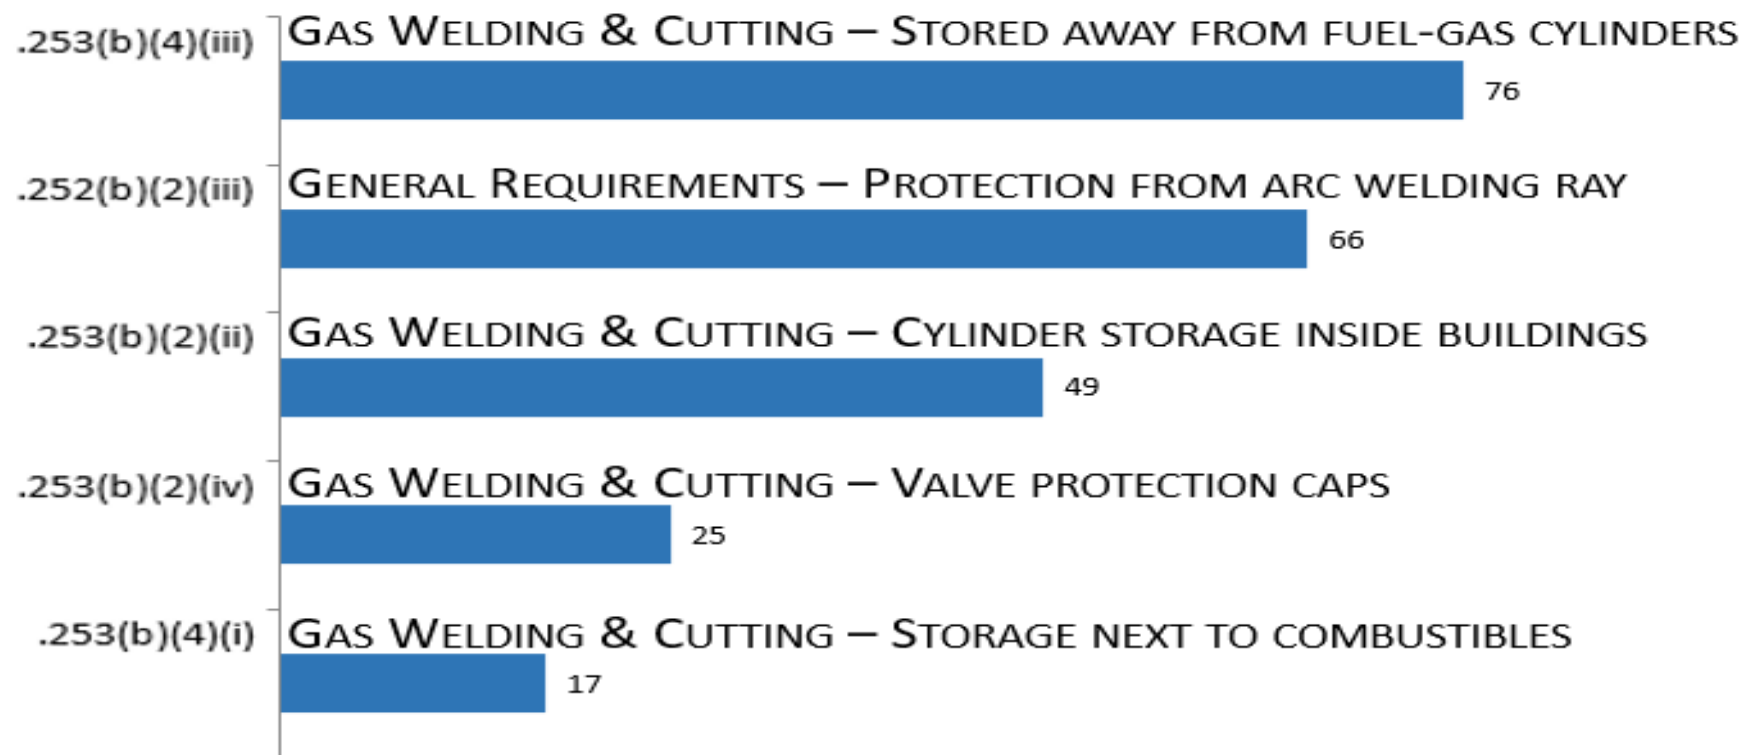 .253(b)(4)(iii) GAS WELDING & CUTTING – STORED AWAY FROM FUEL-GAS CYLINDERS
76
.252(b)(2)(iii) GENERAL REQUIREMENTS – PROTECTION FROM ARC WELDING RAY
66
.253(b)(2)(ii) GAS WELDING & CUTTING – CYLINDER STORAGE INSIDE BUILDINGS
49
.253(b)(2)(iv) GAS WELDING & CUTTING – VALVE PROTECTION CAPS
25
.253(b)(4)(i) GAS WELDING & CUTTING – STORAGE NEXT TO COMBUSTIBLES
17